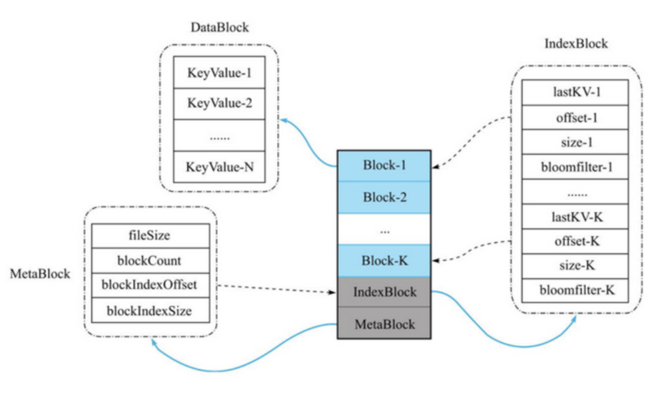 DataBlock
KeyValue-1
KeyValue-2
......
KeyValue-N
MetaBlock
fileSize
blockCount
blockIndexOffset
blockIndexSize
Block-1
Block-2
...
Block-K
IndexBlock
MetaBlock
IndexBlock
lastKV-1
offset-1
size-1
bloomfilter-1
......
lastKV-K
offset-K
size-K
bloomfilter-K